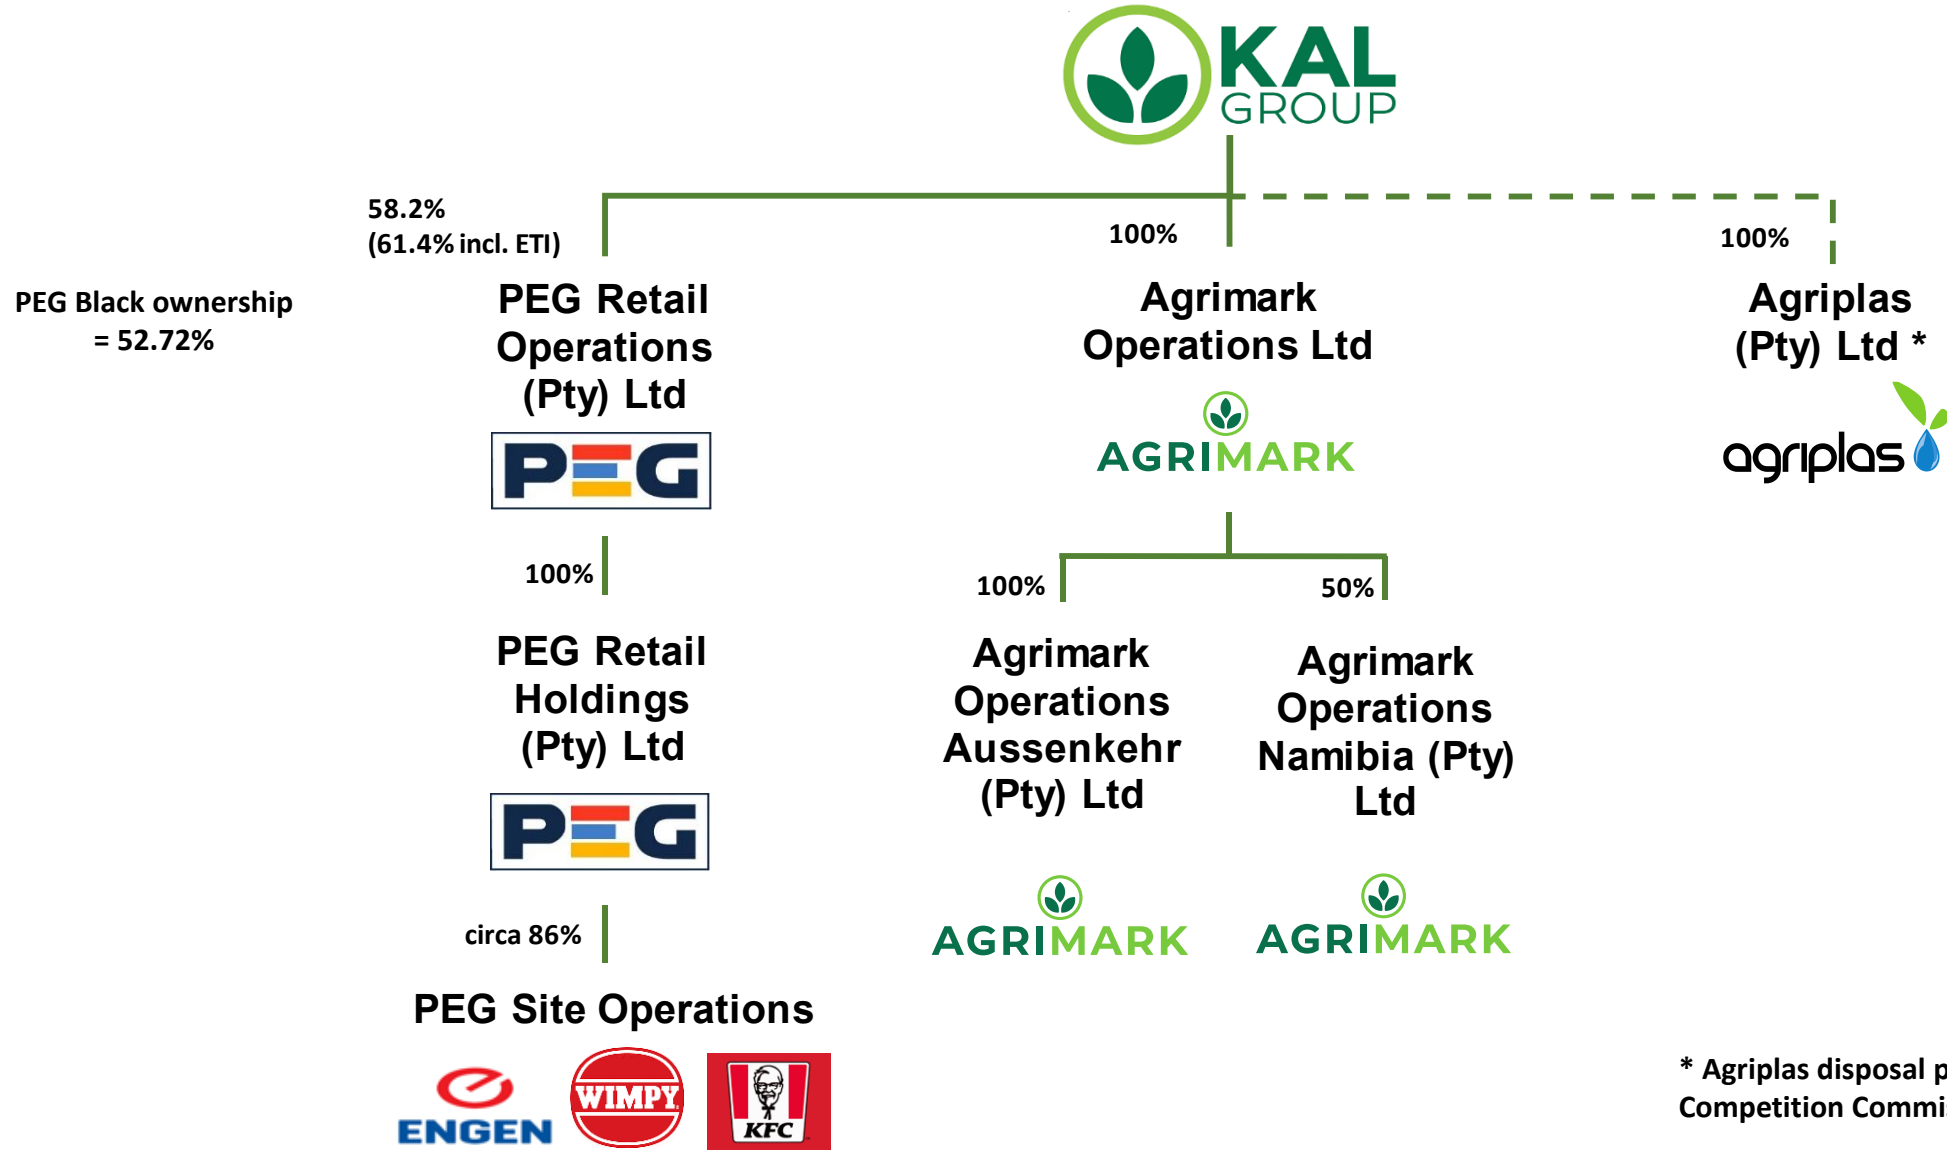 KAL
GROUP
58.2%
(61.4% incl. ETI)
100%
100%
PEG Black ownership
= 52.72%
PEG Retail
Operations
(Pty) Ltd
PEG
Agrimark
Operations Ltd
AGRIMARK
Agriplas
(Pty) Ltd *
agriplas
100%
100%
50%
PEG Retail
Holdings
(Pty) Ltd
PEG
Agrimark
Operations
Aussenkehr
(Pty) Ltd
AGRIMARK
Agrimark
Operations
Namibia (Pty)
Ltd
AGRIMARK
circa 86%
PEG Site Operations
ENGEN
WIMPY
KFC
* Agriplas disposal
Competition